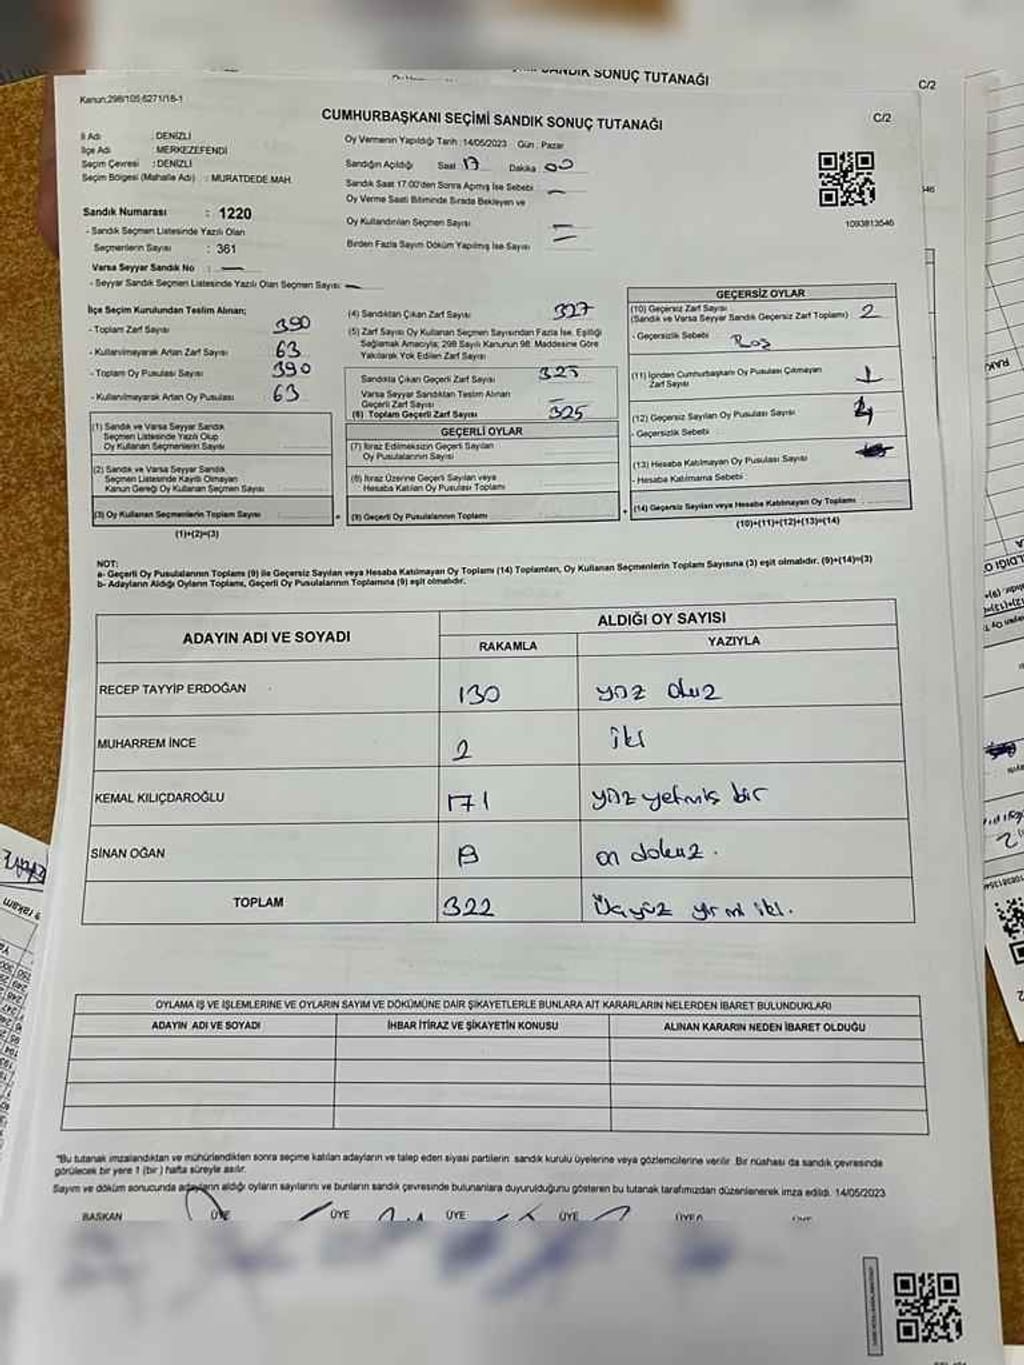 SANDIK SONUÇ TUTANAĞI
C/2
Kanun:298/105;6271/18-1
CUMHURBAŞKANI SEÇİMİ SANDIK SONUÇ TUTANAĞI
C/2
İl Adı : DENİZLİ
İlçe Adı : MERKEZEFENDİ
Seçim Çevresi : DENİZLİ
Seçim Bölgesi (Mahalle Adı) : MURATDEDE MAH.
Oy Vermenin Yapıldığı Tarih :14/05/2023 Gün : Pazar
Sandığın Açıldığı Saat 17 Dakika 00
Sandık Saat 17.00'den Sonra Açmış İse Sebebi —
Oy Verme Saati Bitiminde Sırada Bekleyen ve
Oy Kullandırılan Seçmen Sayısı —
Birden Fazla Sayım Döküm Yapılmış İse Sayısı —
1093813546
Sandık Numarası : 1220
- Sandık Seçmen Listesinde Yazılı Olan
Seçmenlerin Sayısı : 361
Varsa Seyyar Sandık No : —
- Seyyar Sandık Seçmen Listesinde Yazılı Olan Seçmen Sayısı : —
İlçe Seçim Kurulundan Teslim Alınan;
- Toplam Zarf Sayısı 390
- Kullanılmayarak Artan Zarf Sayısı 63
- Toplam Oy Pusulası Sayısı 390
- Kullanılmayarak Artan Oy Pusulası 63
(1) Sandık ve Varsa Seyyar Sandık
Seçmen Listesinde Yazılı Olup
Oy Kullanan Seçmenlerin Sayısı
(2) Sandık ve Varsa Seyyar Sandık
Seçmen Listesinde Kayıtlı Olmayan
Kanun Gereği Oy Kullanan Seçmen Sayısı
(3) Oy Kullanan Seçmenlerin Toplam Sayısı
(1)+(2)=(3)
(4) Sandıktan Çıkan Zarf Sayısı 327
(5) Zarf Sayısı Oy Kullanan Seçmen Sayısından Fazla İse, Eşitliği
Sağlamak Amacıyla; 298 Sayılı Kanunun 98. Maddesine Göre
Yakılarak Yok Edilen Zarf Sayısı
Sandıkta Çıkan Geçerli Zarf Sayısı 325
Varsa Seyyar Sandıktan Teslim Alınan
Geçerli Zarf Sayısı —
(6) Toplam Geçerli Zarf Sayısı 325
GEÇERLİ OYLAR
(7) İtiraz Edilmeksizin Geçerli Sayılan
Oy Pusulalarının Sayısı
(8) İtiraz Üzerine Geçerli Sayılan veya
Hesaba Katılan Oy Pusulası Toplamı
(9) Geçerli Oy Pusulalarının Toplamı
GEÇERSİZ OYLAR
(10) Geçersiz Zarf Sayısı
(Sandık ve Varsa Seyyar Sandık Geçersiz Zarf Toplamı) 2
- Geçersizlik Sebebi
(11) İçinden Cumhurbaşkanı Oy Pusulası Çıkmayan
Zarf Sayısı 1
(12) Geçersiz Sayılan Oy Pusulası Sayısı
- Geçersizlik Sebebi
(13) Hesaba Katılmayan Oy Pusulası Sayısı
- Hesaba Katılmama Sebebi
(14) Geçersiz Sayılan veya Hesaba Katılmayan Oy Toplamı
(10)+(11)+(12)+(13)=(14)
NOT:
a- Geçerli Oy Pusulalarının Toplamı (9) ile Geçersiz Sayılan veya Hesaba Katılmayan Oy Toplamı (14) Toplamları, Oy Kullanan Seçmenlerin Toplam Sayısına (3) eşit olmalıdır. (9)+(14)=(3)
b- Adayların Aldığı Oyların Toplamı, Geçerli Oy Pusulalarının Toplamına (9) eşit olmalıdır.
ADAYIN ADI VE SOYADI
ALDIĞI OY SAYISI
RAKAMLA YAZIYLA
RECEP TAYYİP ERDOĞAN 130 yüz otuz
MUHARREM İNCE 2 iki
KEMAL KILIÇDAROĞLU 171 yüz yetmiş bir
SİNAN OĞAN 19 on dokuz.
TOPLAM 322 Üçyüz yirmi iki.
OYLAMA İŞ VE İŞLEMLERİNE VE OYLARIN SAYIM VE DÖKÜMÜNE DAİR ŞİKAYETLERLE BUNLARA AİT KARARLARIN NELERDEN İBARET BULUNDUKLARI
ADAYIN ADI VE SOYADI İHBAR İTİRAZ VE ŞİKAYETİN KONUSU ALINAN KARARIN NEDEN İBARET OLDUĞU
"Bu tutanak imzalandıktan ve mühürlendikten sonra seçime katılan adayların ve talep eden siyasi partilerin sandık kurulu üyelerine veya gözlemcilerine verilir. Bir nüshası da sandık çevresinde
görülecek bir yere 1 (bir) hafta süreyle asılır.
Sayım ve döküm sonucunda adayların aldığı oyların sayılarını ve bunların sandık çevresinde bulunanlara duyurulduğunu gösteren bu tutanak tarafımızdan düzenlenerek imza edildi. 14/05/2023
BAŞKAN ÜYE ÜYE ÜYE ÜYE ÜYE